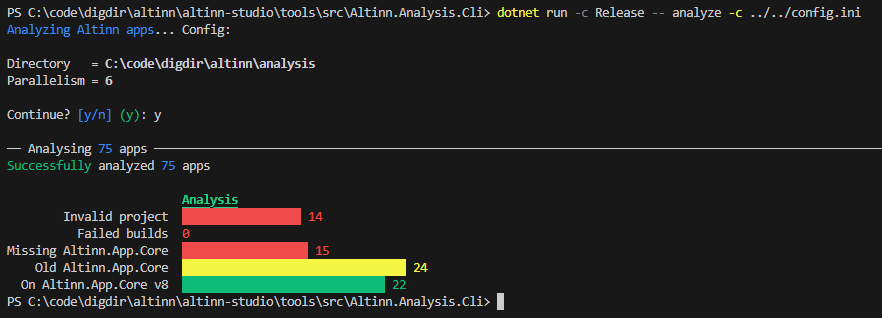 PS C:\code\digdir\altinn\altinn-studio\tools\src\Altinn.Analysis.Cli> dotnet run -c Release -- analyze -c ../../config.ini
Analyzing Altinn apps... Config:
Directory   = C:\code\digdir\altinn\analysis
Parallelism = 6
Continue? [y/n] (y): y
Analysing 75 apps
Successfully analyzed 75 apps
Analysis
Invalid project 14
Failed builds 0
Missing Altinn.App.Core 15
Old Altinn.App.Core 24
On Altinn.App.Core v8 22
PS C:\code\digdir\altinn\altinn-studio\tools\src\Altinn.Analysis.Cli>